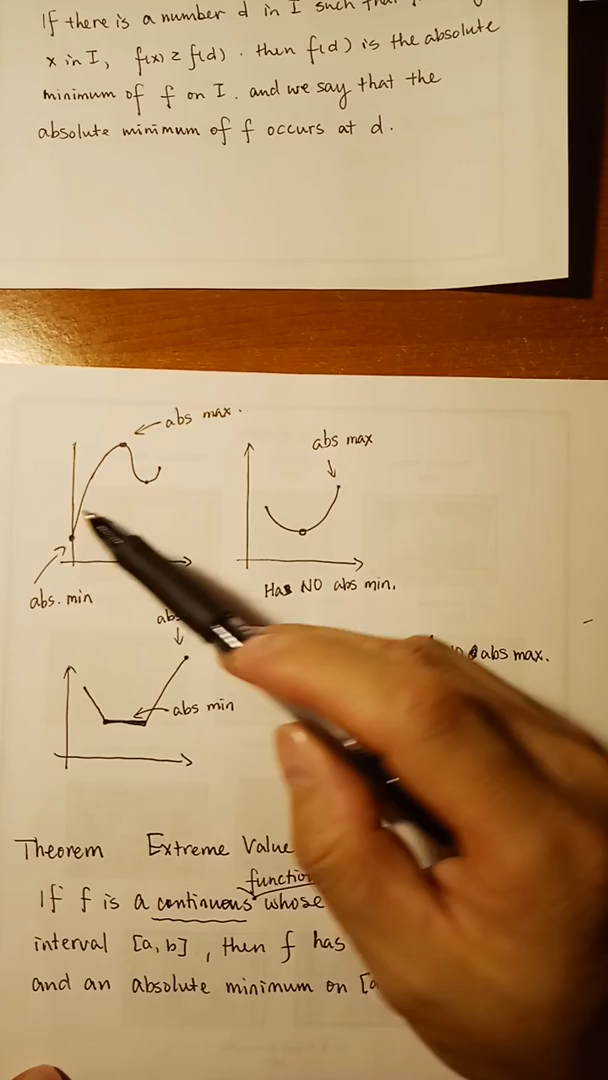 If there is a number d in I such that
x in I, f(x) ≥ f(d). then f(d) is the absolute
minimum of f on I. and we say that the
absolute minimum of f occurs at d.
abs max.
abs max
abs. min
Has NO abs min.
abs
abs max.
abs min
Theorem Extreme Value
function
If f is a continuous whose
interval [a, b], then f has
and an absolute minimum on [a